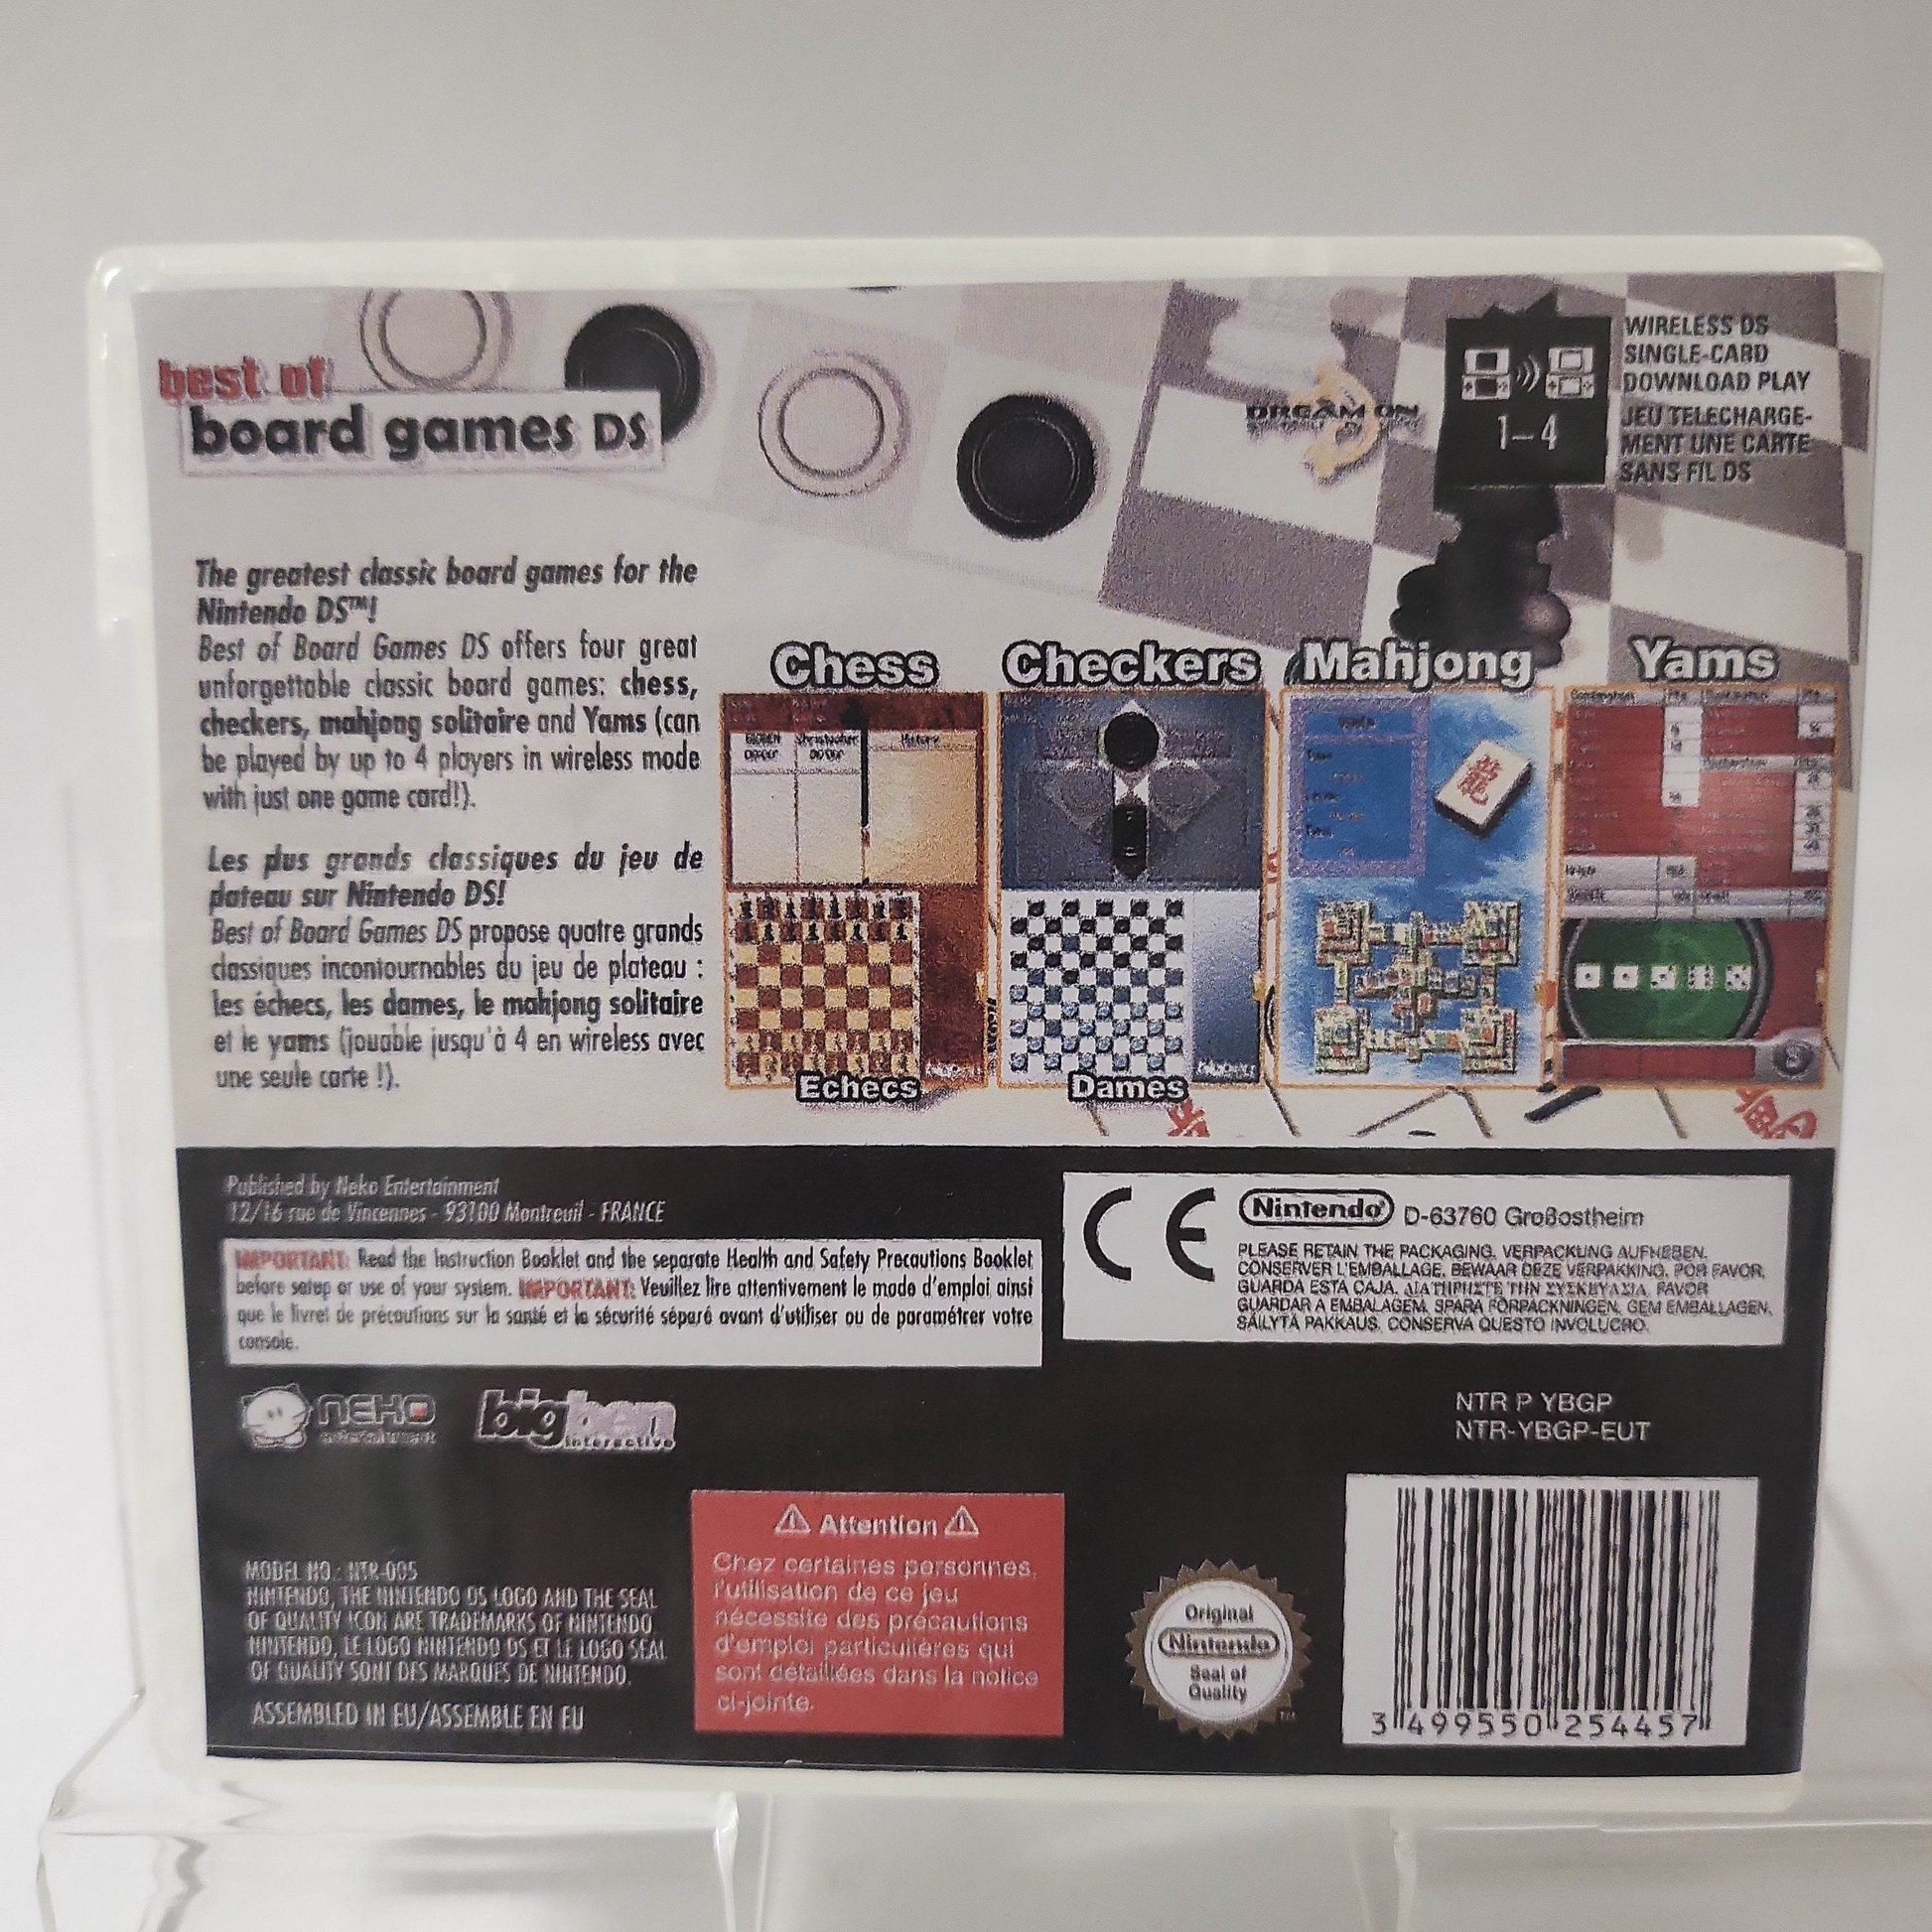 best of
board games DS
DREAM ON
WIRELESS DS
SINGLE-CARD
DOWNLOAD PLAY
1-4
JEU TELECHARGE-
MENT UNE CARTE
SANS FIL DS
The greatest classic board games for the
Nintendo DS™!
Best of Board Games DS offers four great
unforgettable classic board games: chess,
checkers, mahjong solitaire and Yams (can
be played by up to 4 players in wireless mode
with just one game card!).
Les plus grands classiques du jeu de
plateau sur Nintendo DS!
Best of Board Games DS propose quatre grands
classiques incontournables du jeu de plateau :
les échecs, les dames, le mahjong solitaire
et le yams (jouable jusqu'à 4 en wireless avec
une seule carte !).
Chess
Checkers
Mahjong
Yams
龍
Echecs
Dames
Published by Neko Entertainment
12/16 rue de Vincennes - 93100 Montreuil - FRANCE
IMPORTANT: Read the Instruction Booklet and the separate Health and Safety Precautions Booklet
before setup or use of your system. IMPORTANT: Veuillez lire attentivement le mode d'emploi ainsi
que le livret de précautions sur la santé et la sécurité séparé avant d'utiliser ou de paramétrer votre
console.
CE
Nintendo D-63760 Großostheim
PLEASE RETAIN THE PACKAGING. VERPACKUNG AUFHEBEN.
CONSERVER L'EMBALLAGE. BEWAAR DEZE VERPAKKING. POR FAVOR,
GUARDA ESTA CAJA. ΔΙΑΤΗΡΗΣΤΕ ΤΗΝ ΣΥΣΚΕΥΑΣΙΑ. FAVOR
GUARDAR A EMBALAGEM. SPARA FÖRPACKNINGEN. GEM EMBALLAGEN.
SÄILYTÄ PAKKAUS. CONSERVA QUESTO INVOLUCRO.
NEKO
entertainment
bigben
interactive
NTR P YBGP
NTR-YBGP-EUT
MODEL NO.: NTR-005
NINTENDO, THE NINTENDO DS LOGO AND THE SEAL
OF QUALITY ICON ARE TRADEMARKS OF NINTENDO.
NINTENDO, LE LOGO NINTENDO DS ET LE LOGO SEAL
OF QUALITY SONT DES MARQUES DE NINTENDO.
ASSEMBLED IN EU/ASSEMBLE EN EU
Attention
Chez certaines personnes,
l'utilisation de ce jeu
nécessite des précautions
d'emploi particulières qui
sont détaillées dans la notice
ci-jointe.
Original
Nintendo
Seal of
Quality
TM
3 499550 254457